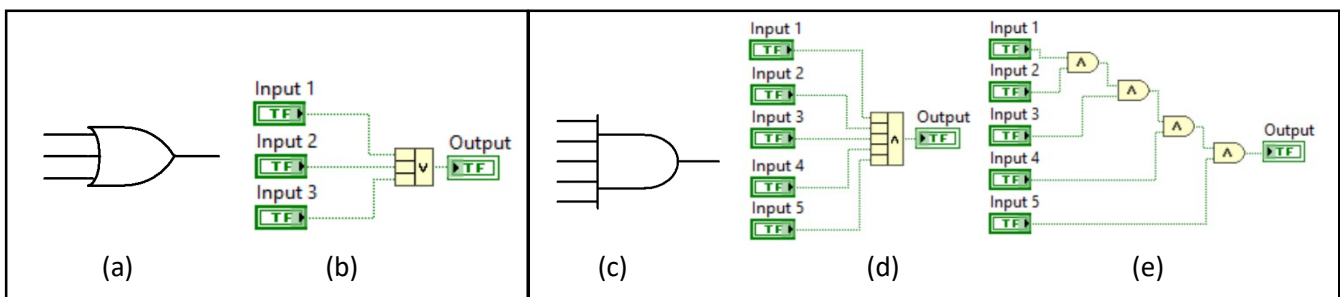 Input 1
TF
Input 2
TF
Input 3
TF
V
Output
TF
(a)
(b)
Input 1
TF
Input 2
TF
Input 3
TF
Input 4
TF
Input 5
TF
Λ
Output
TF
Input 1
TF
Input 2
TF
Input 3
TF
Input 4
TF
Input 5
TF
Λ
Λ
Λ
Λ
Output
TF
(c)
(d)
(e)